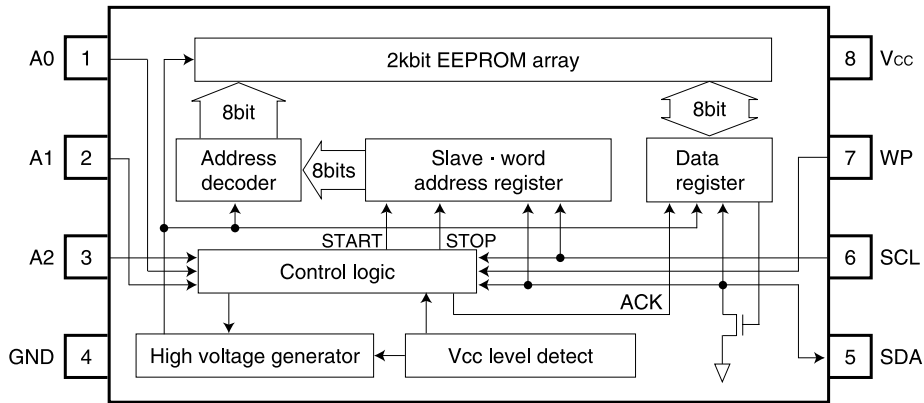 A0 1
2kbit EEPROM array
8 Vcc
8bit
8bit
A1 2
Address
decoder
8bits
Slave · word
address register
Data
register
7 WP
START
STOP
A2 3
Control logic
6 SCL
ACK
GND 4
High voltage generator
Vcc level detect
5 SDA